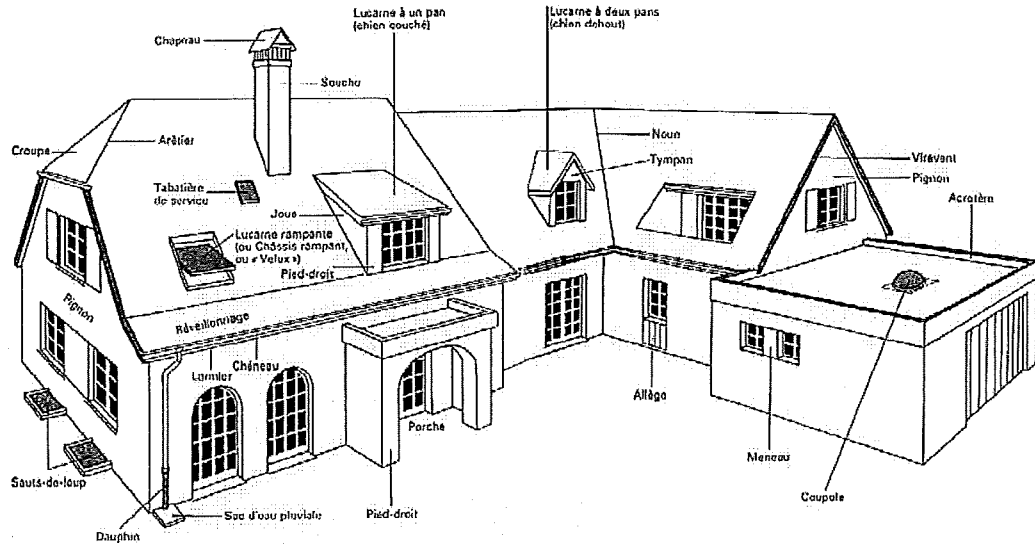 Lucarne à un pan
(chien couché)
Lucarne à deux pans
(chien debout)
Chapeau
Souche
Croupe
Arêtier
Noue
Tympan
Virevent
Pignon
Acrotère
Tabatière
de service
Joue
Lucarne rampante
(ou Châssis rampant,
ou « Velux »)
Pied-droit
Pignon
Réveillonnage
Larmier
Chéneau
Porche
Allège
Meneau
Coupole
Sauts-de-loup
Dauphin
Sac d'eau pluviale
Pied-droit